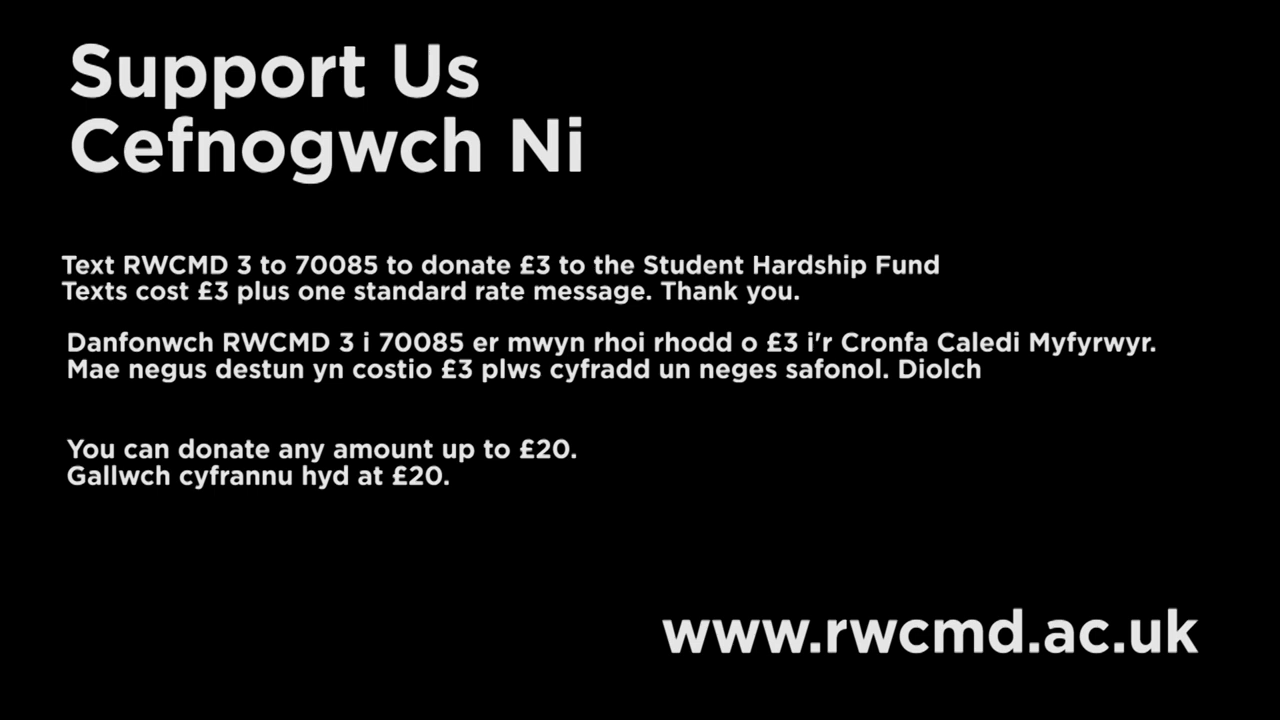 Support Us
Cefnogwch Ni
Text RWCMD 3 to 70085 to donate £3 to the Student Hardship Fund
Texts cost £3 plus one standard rate message. Thank you.
Danfonwch RWCMD 3 i 70085 er mwyn rhoi rhodd o £3 i'r Cronfa Caledi Myfyrwyr.
Mae negus destun yn costio £3 plws cyfradd un neges safonol. Diolch
You can donate any amount up to £20.
Gallwch cyfrannu hyd at £20.
www.rwcmd.ac.uk